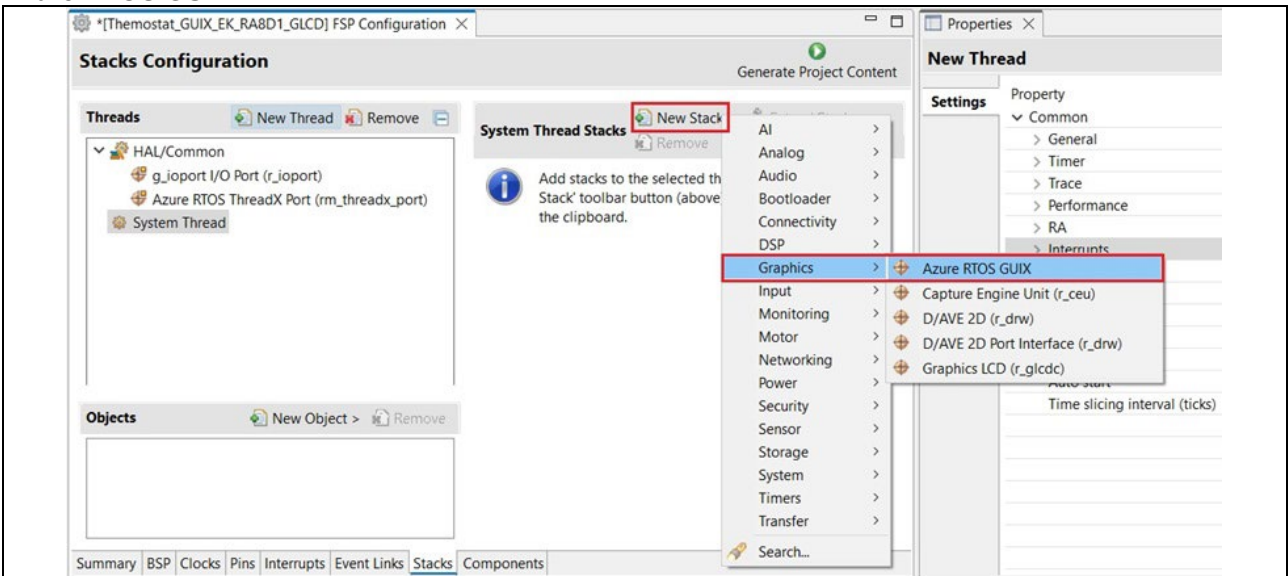 *[Themostat_GUIX_EK_RA8D1_GLCD] FSP Configuration
Stacks Configuration
Generate Project Content
Threads
New Thread
Remove
HAL/Common
g_ioport I/O Port (r_ioport)
Azure RTOS ThreadX Port (rm_threadx_port)
System Thread
Objects
New Object >
Remove
System Thread Stacks
New Stack
Remove
Add stacks to the selected th
Stack' toolbar button (above
the clipboard.
AI
Analog
Audio
Bootloader
Connectivity
DSP
Graphics
Input
Monitoring
Motor
Networking
Power
Security
Sensor
Storage
System
Timers
Transfer
Search...
Azure RTOS GUIX
Capture Engine Unit (r_ceu)
D/AVE 2D (r_drw)
D/AVE 2D Port Interface (r_drw)
Graphics LCD (r_glcdc)
Summary BSP Clocks Pins Interrupts Event Links Stacks Components
Properties
New Thread
Settings
Property
Common
General
Timer
Trace
Performance
RA
Interrupts
Auto start
Time slicing interval (ticks)